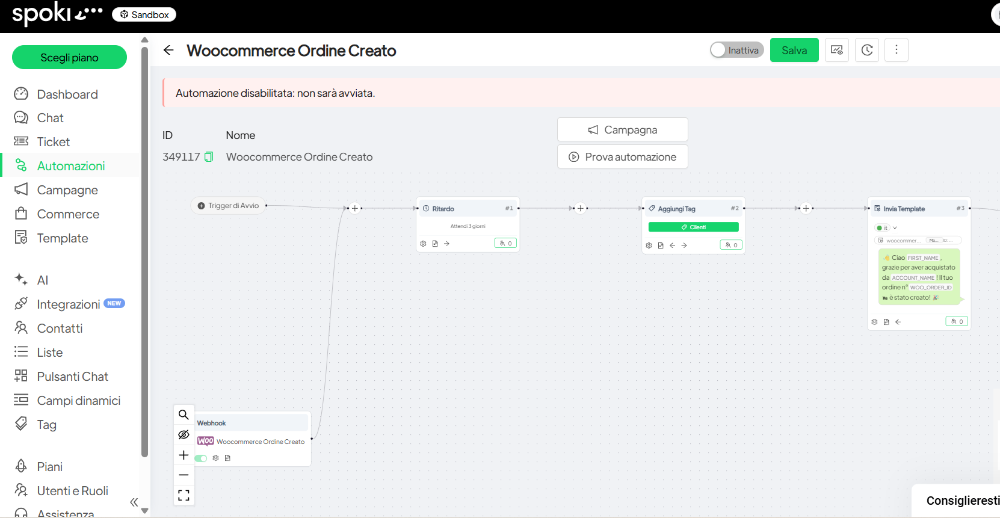 spoki
Sandbox
Scegli piano
Dashboard
Chat
Ticket
Automazioni
Campagne
Commerce
Template
AI
Integrazioni NEW
Contatti
Liste
Pulsanti Chat
Campi dinamici
Tag
Piani
Utenti e Ruoli
Assistenza
Woocommerce Ordine Creato
Inattiva
Salva
Automazione disabilitata: non sarà avviata.
ID
Nome
349117
Woocommerce Ordine Creato
Campagna
Prova automazione
Trigger di Avvio
Ritardo #1
Attendi 3 giorni
0
Aggiungi Tag #2
Clienti
0
Invia Template #3
it
woocommer... Ma... ID: ...
Ciao FIRST_NAME ,
grazie per aver acquistato
da ACCOUNT_NAME ! Il tuo
ordine n° WOO_ORDER_ID
è stato creato!
0
Webhook
WOO Woocommerce Ordine Creato
Consiglieresti